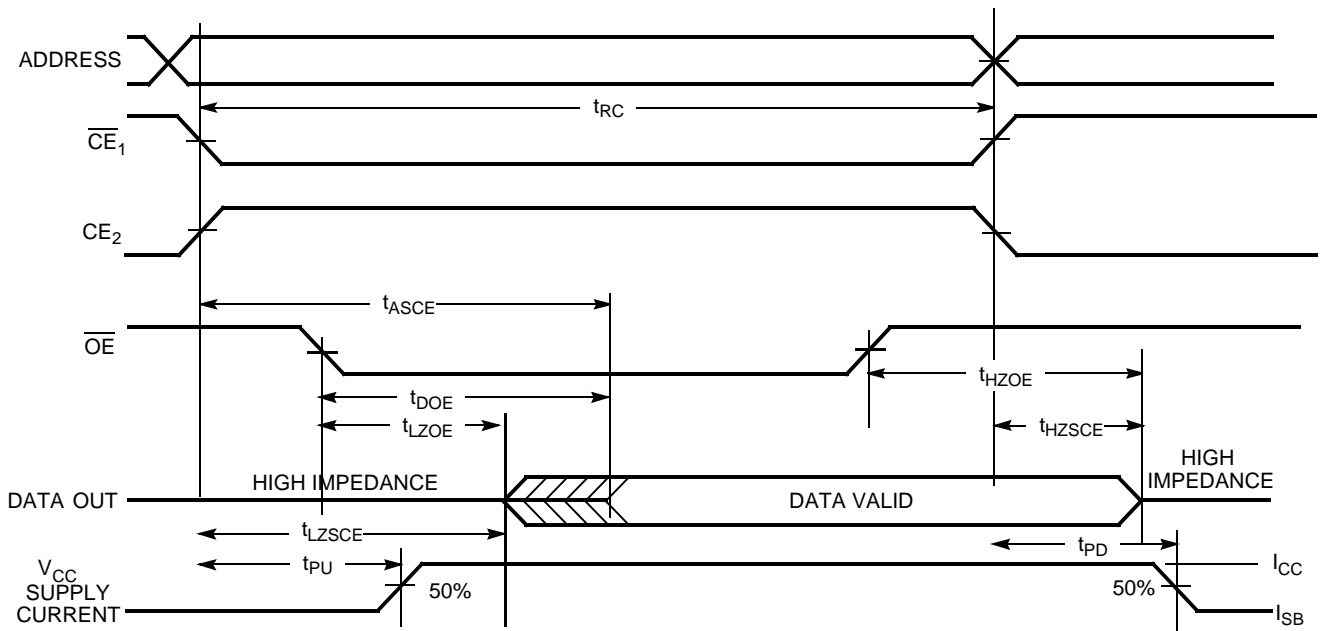 ADDRESS
tRC
CE1
CE2
tASCE
OE
tHZOE
tDOE
tLZOE
tHZSCE
HIGH IMPEDANCE
HIGH
IMPEDANCE
DATA OUT
DATA VALID
tLZSCE
tPD
tPU
VCC
SUPPLY
CURRENT
50%
50%
ICC
ISB